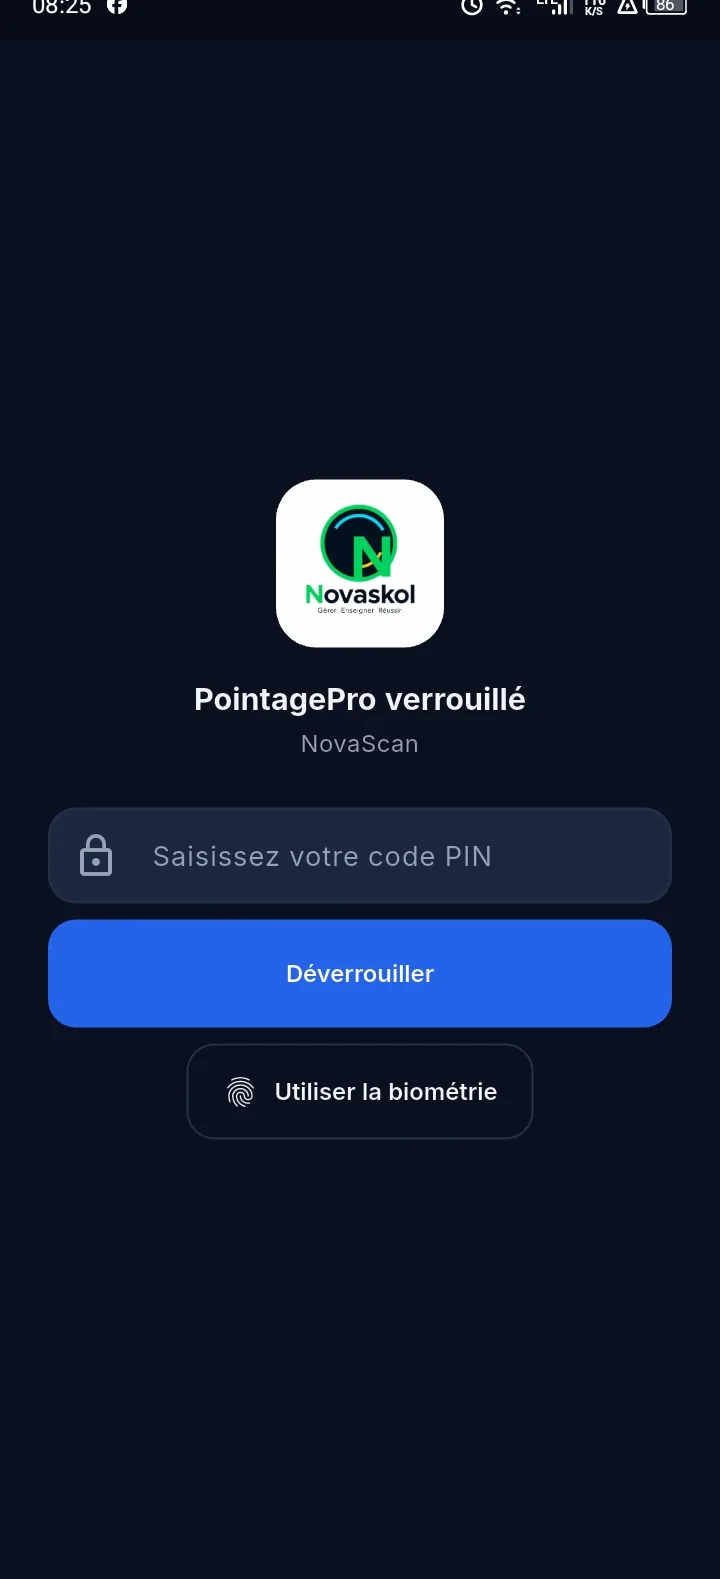 08:25
86
Novaskol
Gérer. Enseigner. Réussir.
PointagePro verrouillé
NovaScan
Saisissez votre code PIN
Déverrouiller
Utiliser la biométrie